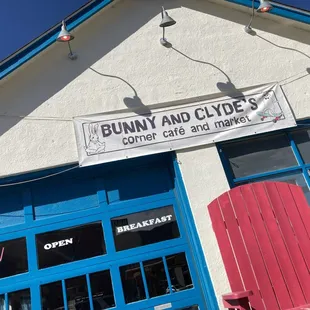 BUNNY AND CLYDE's
corner café and market
OPEN
BREAKFAST